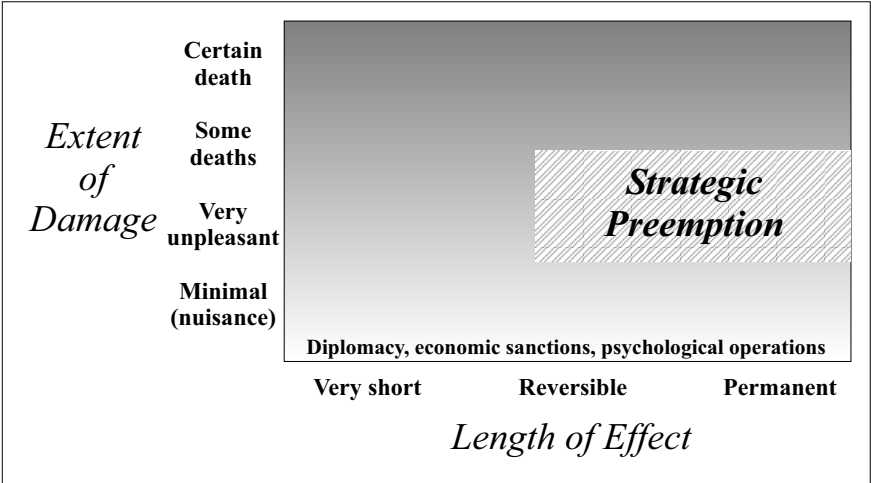 Certain
death
Extent
of
Damage
Some
deaths
Very
unpleasant
Minimal
(nuisance)
Strategic
Preemption
Diplomacy, economic sanctions, psychological operations
Very short
Reversible
Permanent
Length of Effect